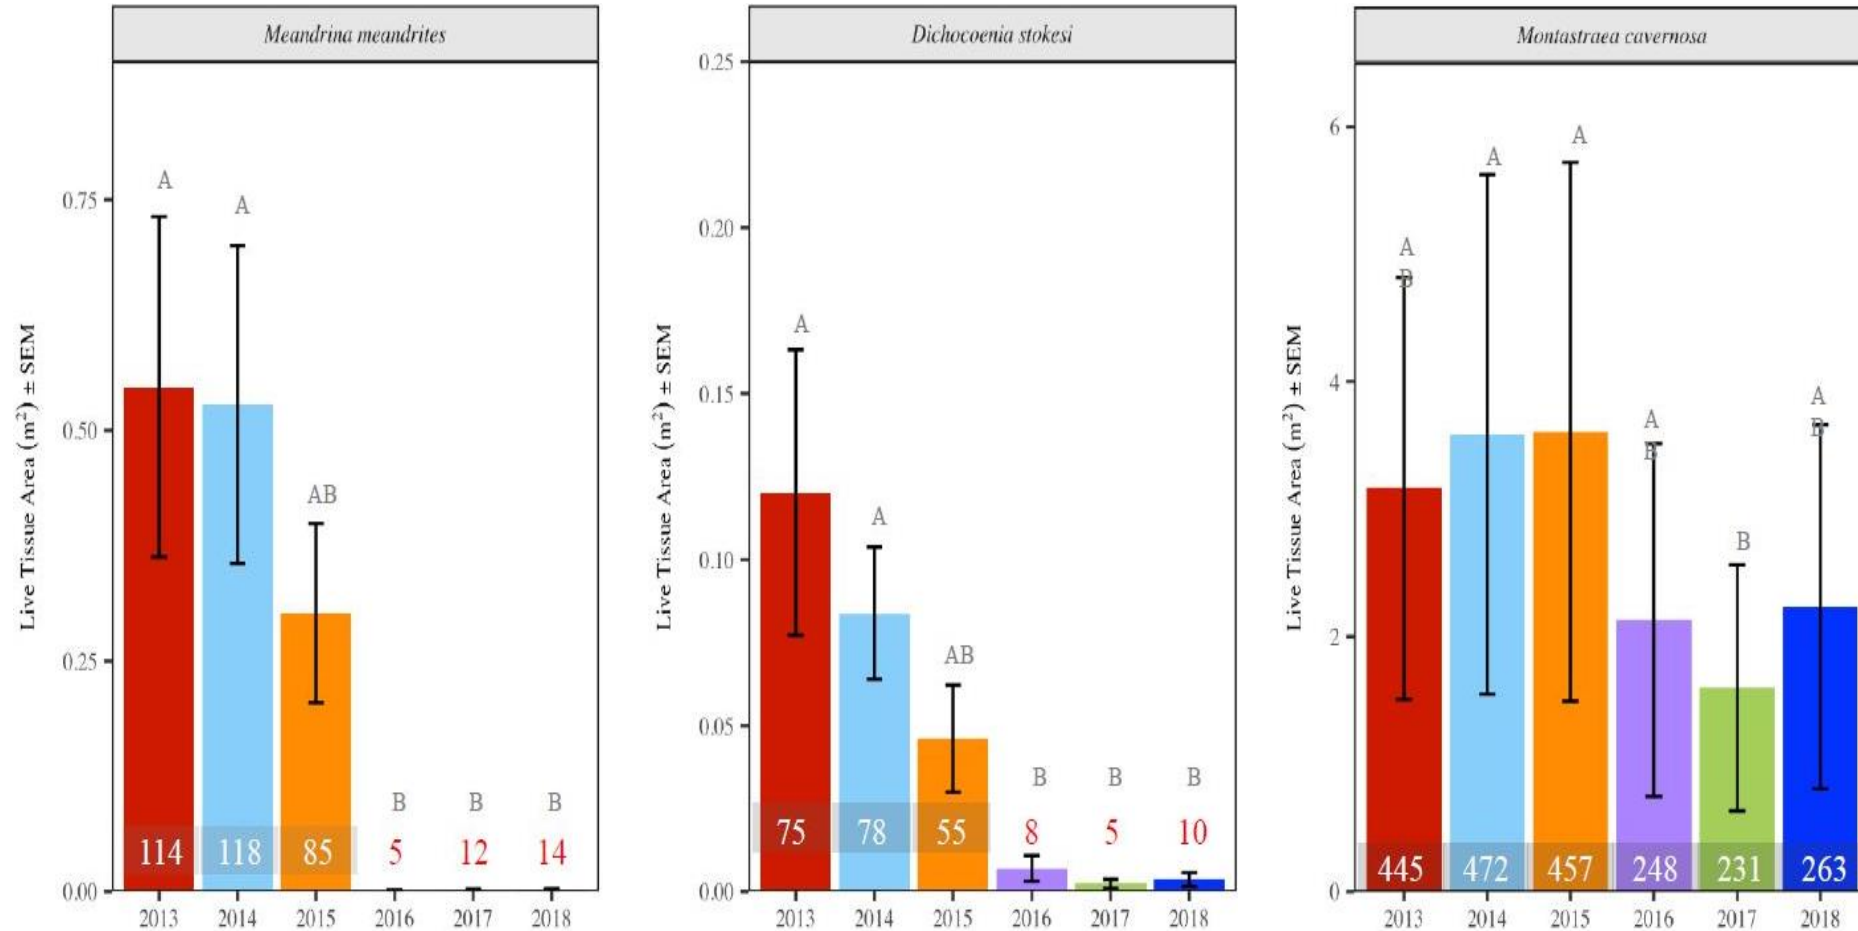 Meandrina meandrites
Live Tissue Area (m²) ± SEM
0.75
0.50
0.25
0.00
A
A
AB
B
B
B
114
118
85
5
12
14
2013
2014
2015
2016
2017
2018
Dichocoenia stokesi
Live Tissue Area (m²) ± SEM
0.25
0.20
0.15
0.10
0.05
0.00
A
A
AB
B
B
B
75
78
55
8
5
10
2013
2014
2015
2016
2017
2018
Montastraea cavernosa
Live Tissue Area (m²) ± SEM
6
4
2
0
A
B
A
A
A
B
B
A
B
445
472
457
248
231
263
2013
2014
2015
2016
2017
2018